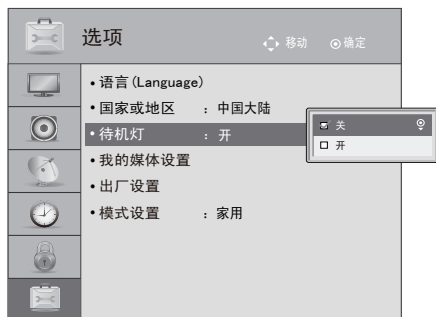 选项 移动 ⊙确定
•语言(Language)
•国家或地区 ：中国大陆
•待机灯 ：开
关
开
•我的媒体设置
•出厂设置
•模式设置 ：家用